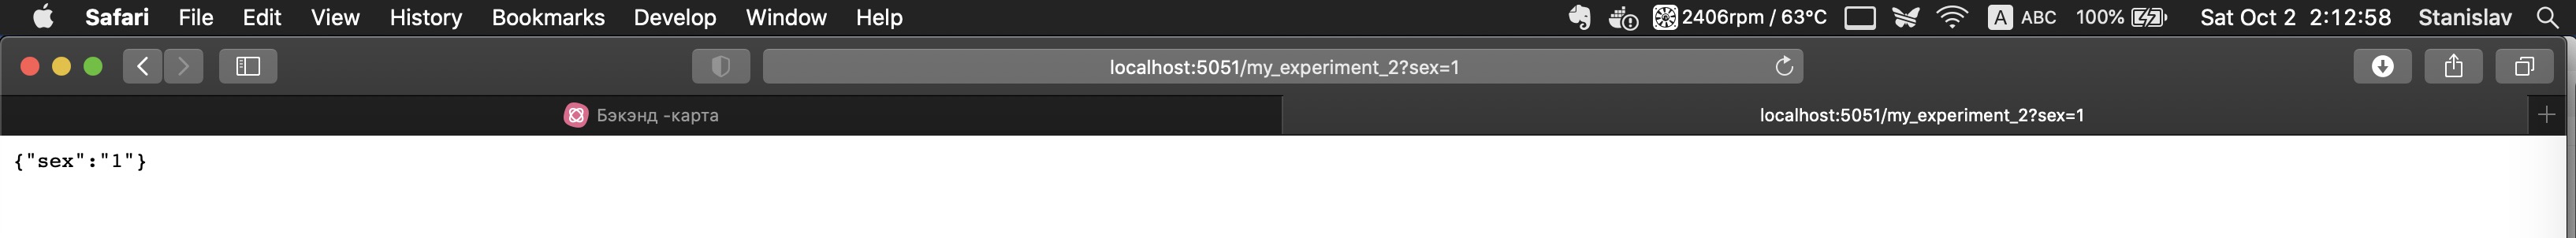 Safari File Edit View History Bookmarks Develop Window Help 2406rpm / 63°C A ABC 100% Sat Oct 2 2:12:58 Stanislav
localhost:5051/my_experiment_2?sex=1
Бэкэнд -карта localhost:5051/my_experiment_2?sex=1
{"sex":"1"}